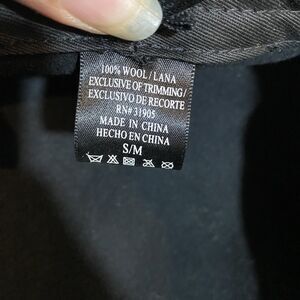 100% WOOL / LANA
EXCLUSIVE OF TRIMMING/
EXCLUSIVO DE RECORTE
RN# 31905
MADE IN CHINA
HECHO EN CHINA
S/M